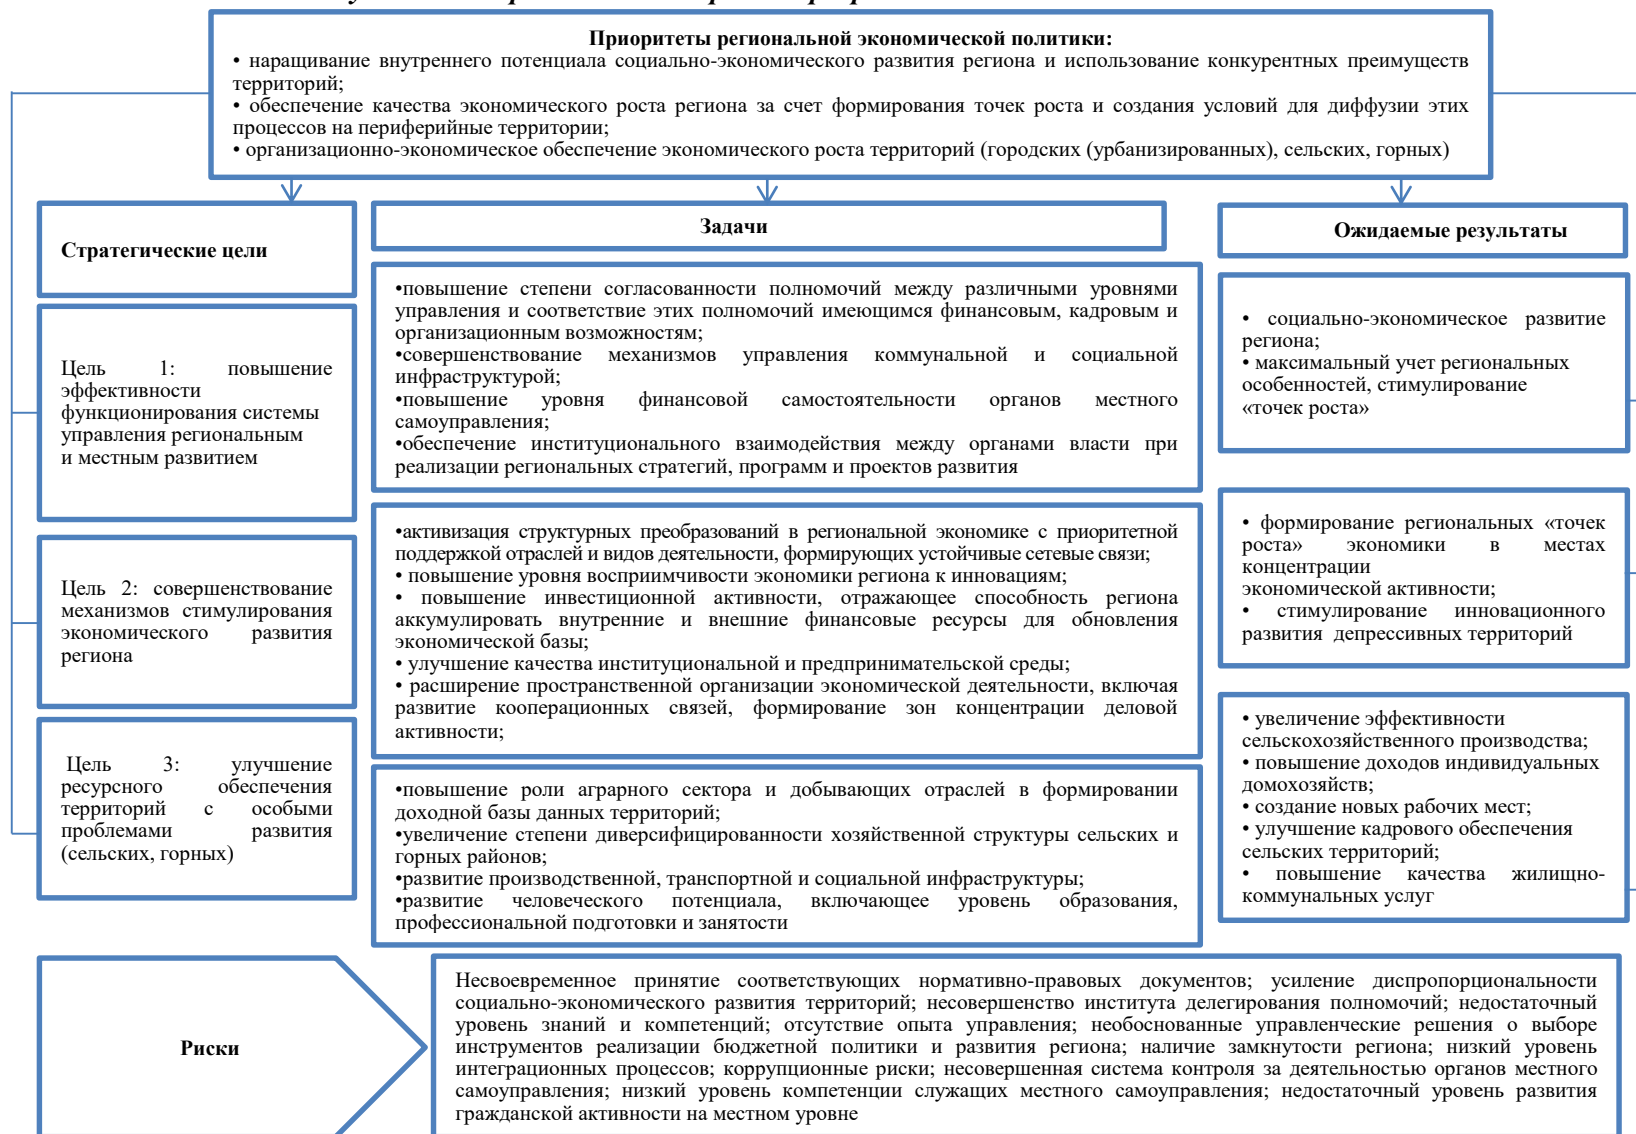 Приоритеты региональной экономической политики:
• наращивание внутреннего потенциала социально-экономического развития региона и использование конкурентных преимуществ
территорий;
• обеспечение качества экономического роста региона за счет формирования точек роста и создания условий для диффузии этих
процессов на периферийные территории;
• организационно-экономическое обеспечение экономического роста территорий (городских (урбанизированных), сельских, горных)
Стратегические цели
Задачи
Ожидаемые результаты
Цель 1: повышение
эффективности
функционирования системы
управления региональным
и местным развитием
•повышение степени согласованности полномочий между различными уровнями
управления и соответствие этих полномочий имеющимся финансовым, кадровым и
организационным возможностям;
•совершенствование механизмов управления коммунальной и социальной
инфраструктурой;
•повышение уровня финансовой самостоятельности органов местного
самоуправления;
•обеспечение институционального взаимодействия между органами власти при
реализации региональных стратегий, программ и проектов развития
• социально-экономическое развитие
региона;
• максимальный учет региональных
особенностей, стимулирование
«точек роста»
Цель 2: совершенствование
механизмов стимулирования
экономического развития
региона
•активизация структурных преобразований в региональной экономике с приоритетной
поддержкой отраслей и видов деятельности, формирующих устойчивые сетевые связи;
• повышение уровня восприимчивости экономики региона к инновациям;
• повышение инвестиционной активности, отражающее способность региона
аккумулировать внутренние и внешние финансовые ресурсы для обновления
экономической базы;
• улучшение качества институциональной и предпринимательской среды;
• расширение пространственной организации экономической деятельности, включая
развитие кооперационных связей, формирование зон концентрации деловой
активности;
• формирование региональных «точек
роста» экономики в местах
концентрации
экономической активности;
• стимулирование инновационного
развития депрессивных территорий
Цель 3: улучшение
ресурсного обеспечения
территорий с особыми
проблемами развития
(сельских, горных)
•повышение роли аграрного сектора и добывающих отраслей в формировании
доходной базы данных территорий;
•увеличение степени диверсифицированности хозяйственной структуры сельских и
горных районов;
•развитие производственной, транспортной и социальной инфраструктуры;
•развитие человеческого потенциала, включающее уровень образования,
профессиональной подготовки и занятости
• увеличение эффективности
сельскохозяйственного производства;
• повышение доходов индивидуальных
домохозяйств;
• создание новых рабочих мест;
• улучшение кадрового обеспечения
сельских территорий;
• повышение качества жилищно-
коммунальных услуг
Риски
Несвоевременное принятие соответствующих нормативно-правовых документов; усиление диспропорциональности
социально-экономического развития территорий; несовершенство института делегирования полномочий; недостаточный
уровень знаний и компетенций; отсутствие опыта управления; необоснованные управленческие решения о выборе
инструментов реализации бюджетной политики и развития региона; наличие замкнутости региона; низкий уровень
интеграционных процессов; коррупционные риски; несовершенная система контроля за деятельностью органов местного
самоуправления; низкий уровень компетенции служащих местного самоуправления; недостаточный уровень развития
гражданской активности на местном уровне